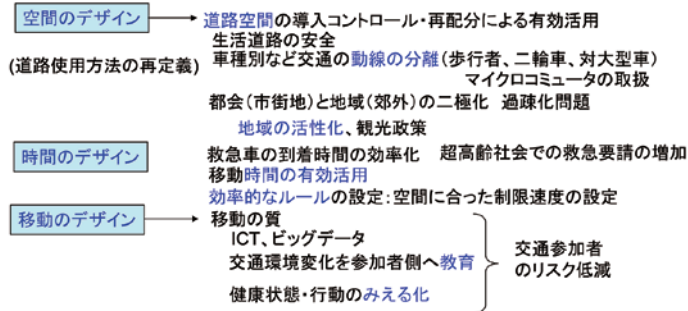 空間のデザイン 道路空間の導入コントロール・再配分による有効活用
生活道路の安全
(道路使用方法の再定義) 車種別など交通の動線の分離(歩行者、二輪車、対大型車)
マイクロコミュータの取扱
都会(市街地)と地域(郊外)の二極化 過疎化問題
地域の活性化、観光政策
時間のデザイン 救急車の到着時間の効率化 超高齢社会での救急要請の増加
移動時間の有効活用
効率的なルールの設定:空間に合った制限速度の設定
移動のデザイン 移動の質
ICT、ビッグデータ
交通環境変化を参加者側へ教育
健康状態・行動のみえる化
交通参加者
のリスク低減